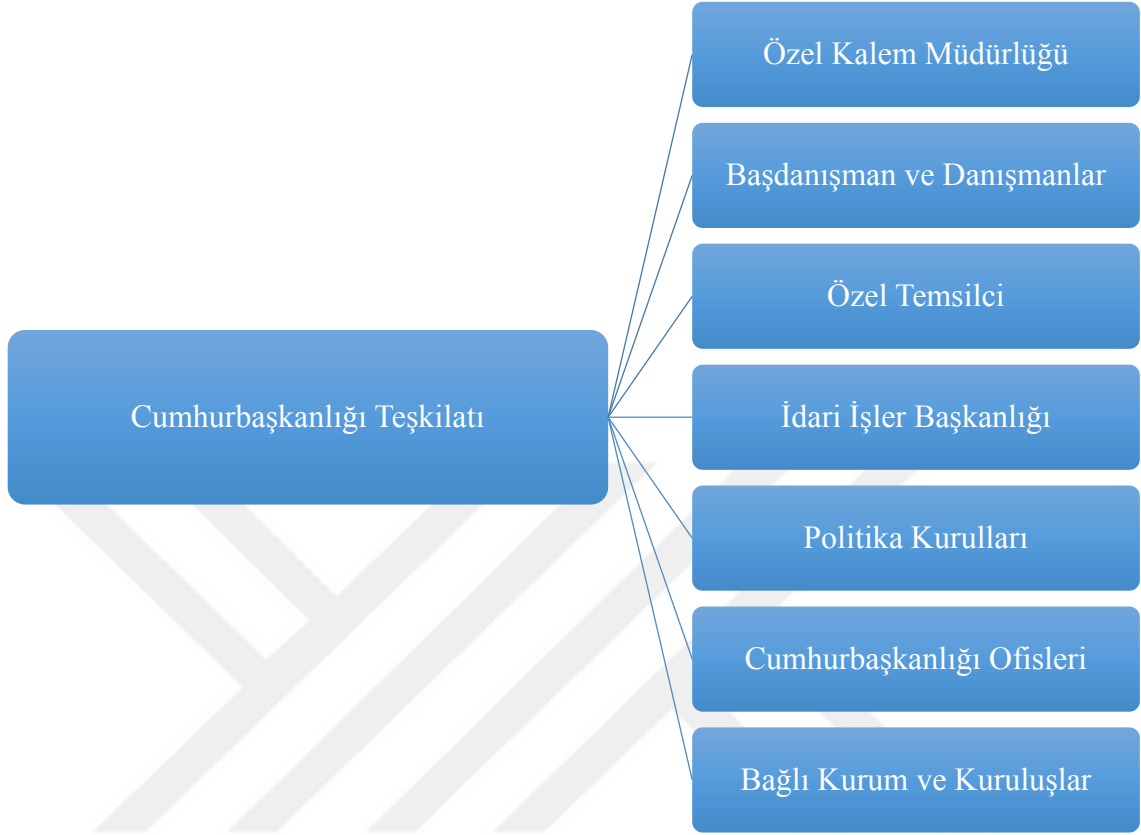 Özel Kalem Müdürlüğü
Başdanışman ve Danışmanlar
Özel Temsilci
Cumhurbaşkanlığı Teşkilatı
İdari İşler Başkanlığı
Politika Kurulları
Cumhurbaşkanlığı Ofisleri
Bağlı Kurum ve Kuruluşlar